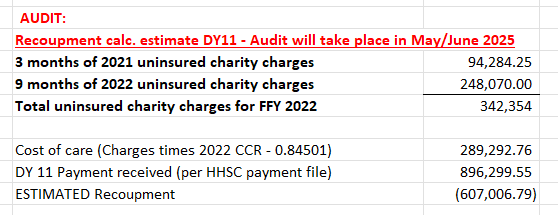 AUDIT:
Recoupment calc. estimate DY11 - Audit will take place in May/June 2025
3 months of 2021 uninsured charity charges 94,284.25
9 months of 2022 uninsured charity charges 248,070.00
Total uninsured charity charges for FFY 2022 342,354
Cost of care (Charges times 2022 CCR - 0.84501) 289,292.76
DY 11 Payment received (per HHSC payment file) 896,299.55
ESTIMATED Recoupment (607,006.79)